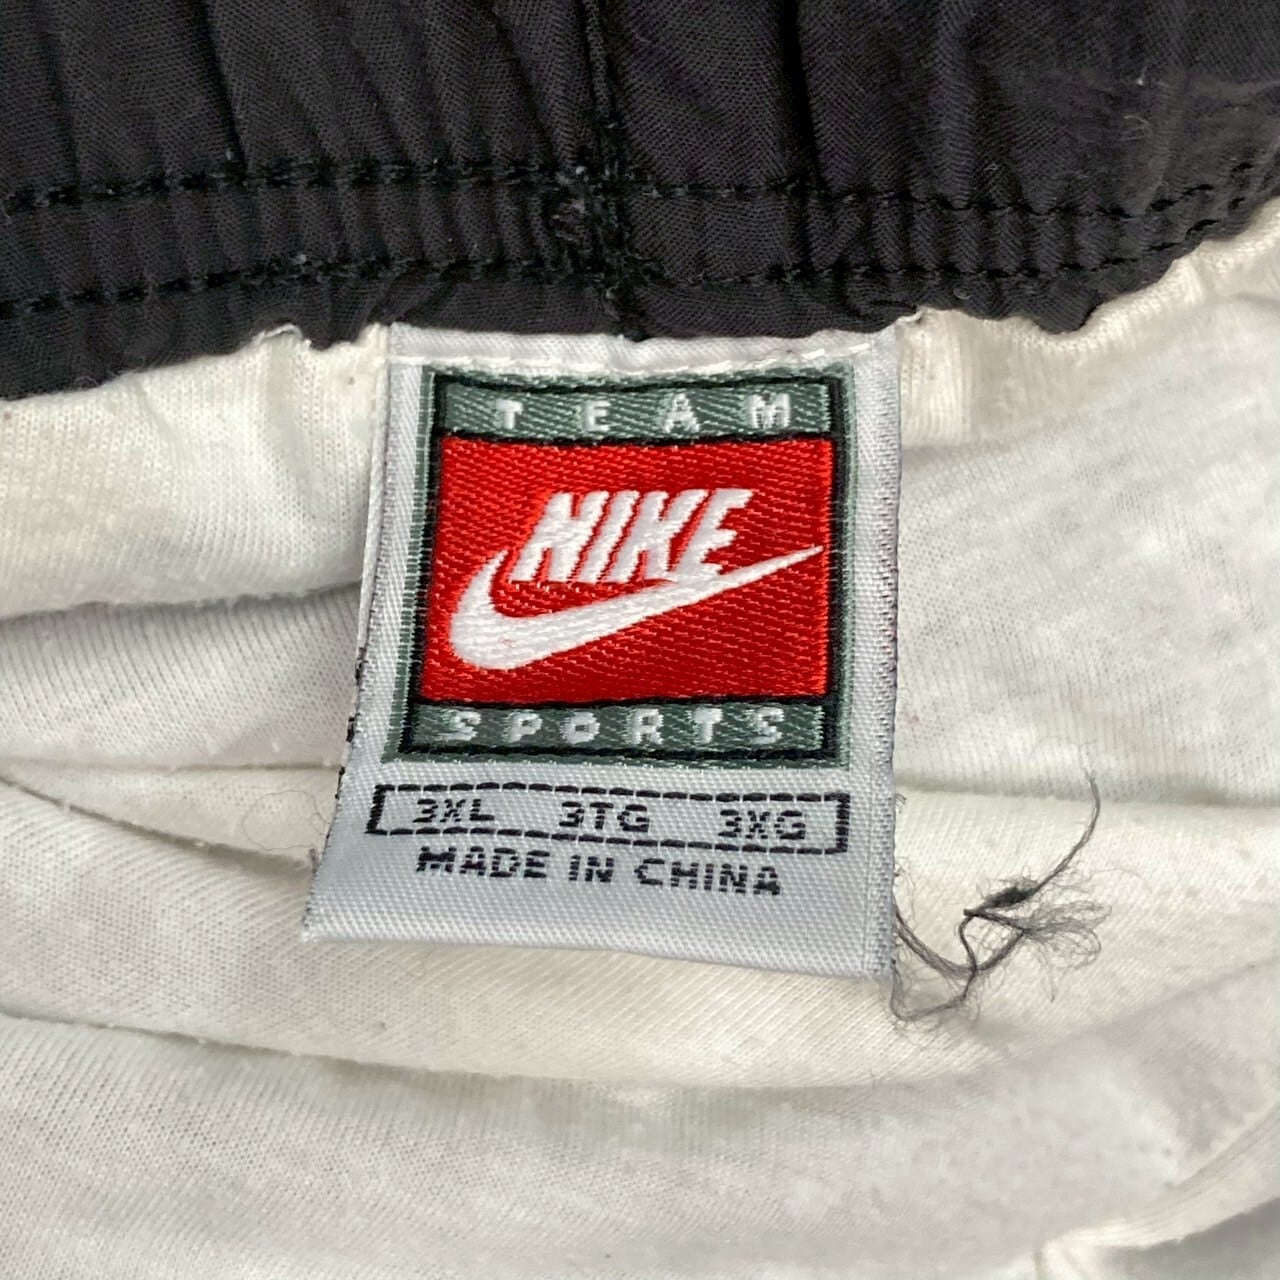 TEAM
NIKE
SPORTS
3XL 3TG 3XG
MADE IN CHINA